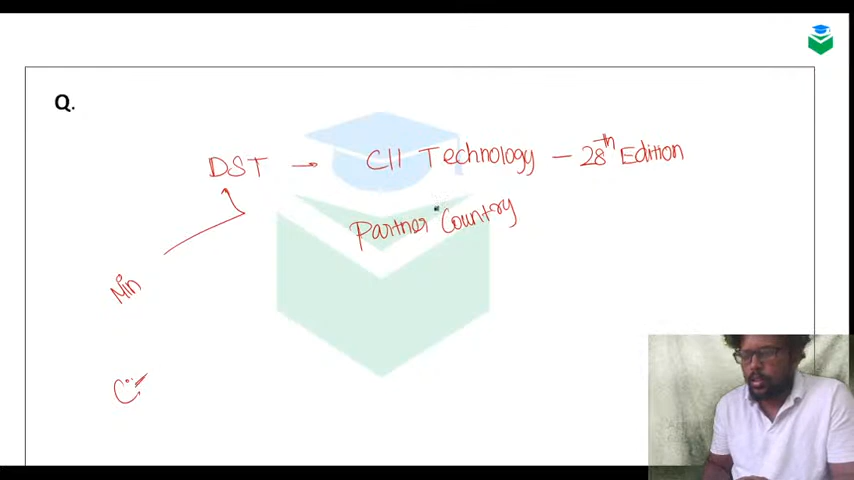 Q.
DST → CII Technology - 28th Edition
Partner Country
Min